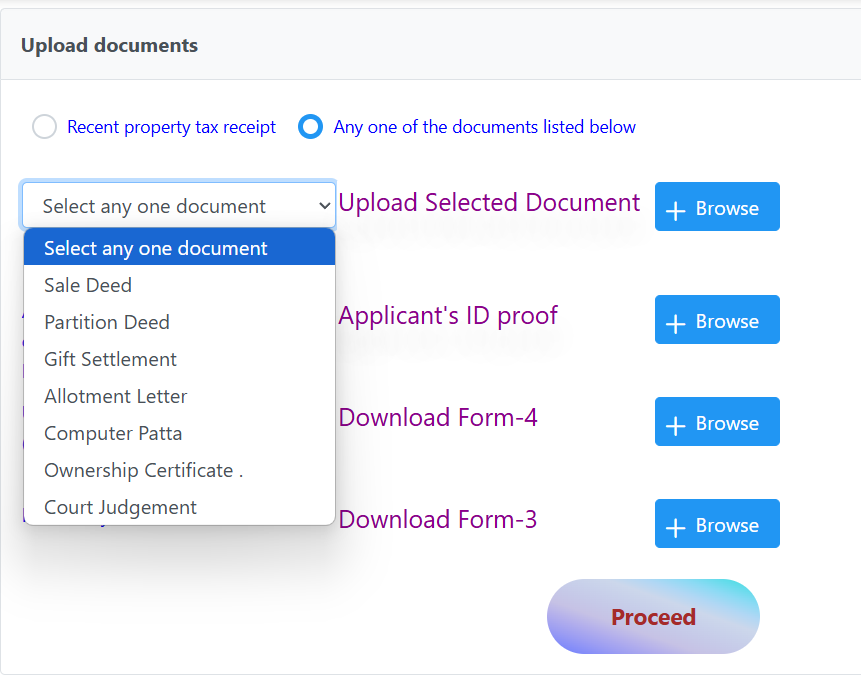 Upload documents
Recent property tax receipt Any one of the documents listed below
Select any one document Upload Selected Document + Browse
Select any one document
Sale Deed
Partition Deed
Gift Settlement
Allotment Letter
Computer Patta
Ownership Certificate .
Court Judgement
Applicant's ID proof + Browse
Download Form-4 + Browse
Download Form-3 + Browse
Proceed